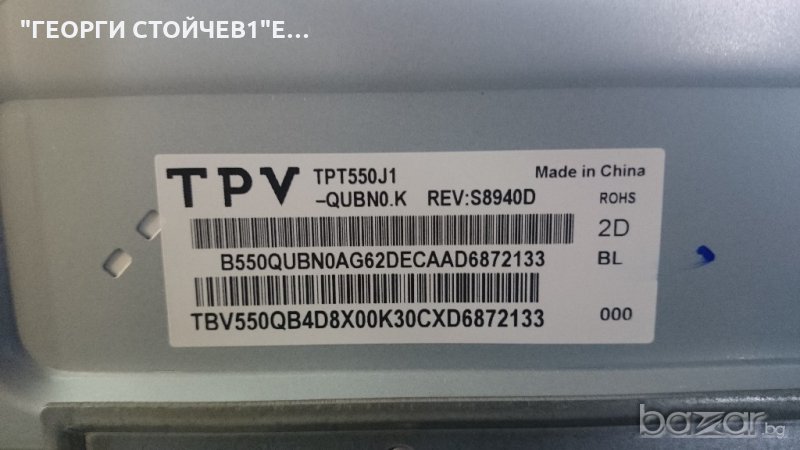 "ГЕОРГИ СТОЙЧЕВ1"Е...
TPV TPT550J1 Made in China
-QUBN0.K REV:S8940D ROHS
2D
B550QUBN0AG62DECAAD6872133 BL
TBV550QB4D8X00K30CXD6872133 000
bazar.bg